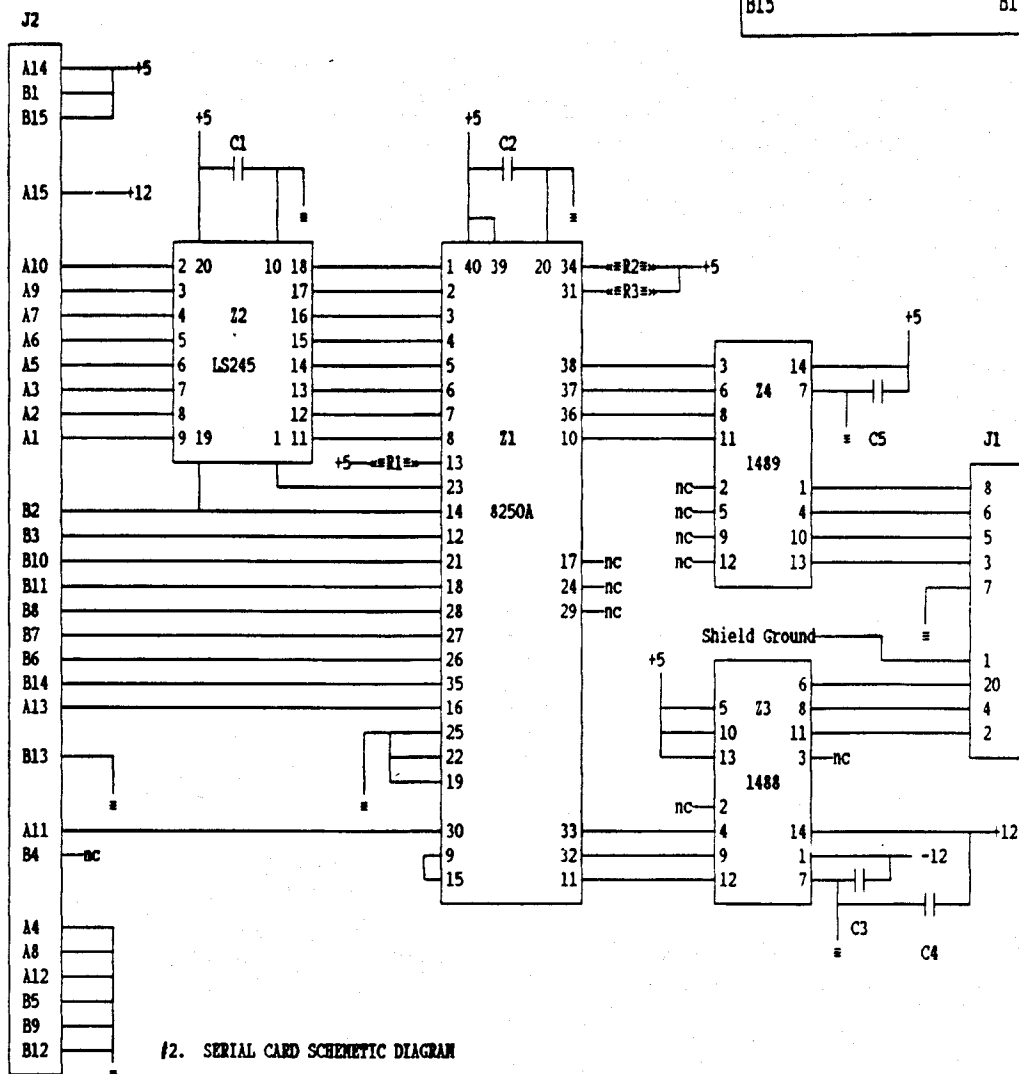 B15 B1
J2
A14 +5
B1
B15
+5 C1 +5 C2
A15 +12
A10 2 20 10 18 1 40 39 20 34 R2 +5
A9 3 17 2 31 R3
A7 4 Z2 16 3 +5
A6 5 15 4
A5 6 LS245 14 5 38 3 14
A3 7 13 6 37 6 Z4 7
A2 8 12 7 36 8
A1 9 19 1 11 8 Z1 10 11 C5 J1
+5 R1 13 1489
23 nc 2 1 8
B2 14 8250A nc 5 4 6
B3 12 nc 9 10 5
B10 21 17 nc nc 12 13 3
B11 18 24 nc 7
B8 28 29 nc
B7 27 Shield Ground
B6 26 +5 1
B14 35 6 20
A13 16 5 Z3 8 4
25 10 11 2
B13 22 13 3 nc
19 1488
nc 2
A11 30 33 4 14 +12
B4 nc 9 32 9 1 -12
15 11 12 7
A4 C3
A8 C4
A12
B5
B9
B12 #2. SERIAL CARD SCHEMETIC DIAGRAM